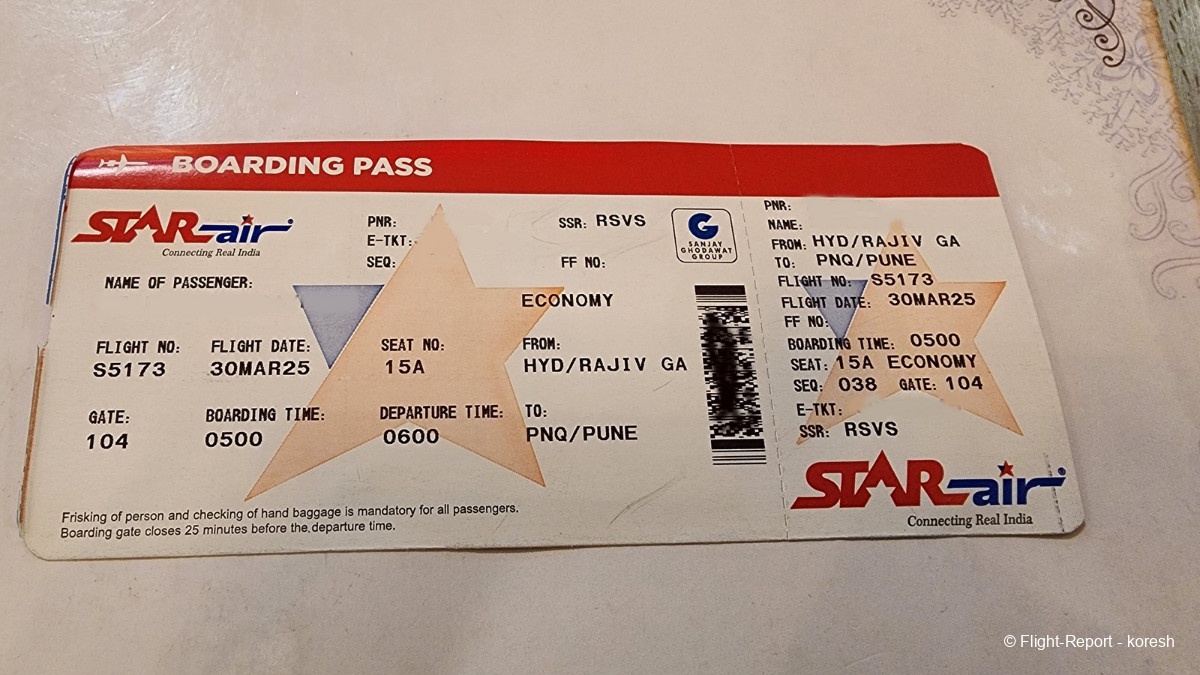 BOARDING PASS
STAR air
Connecting Real India
PNR:
E-TKT:
SEQ:
SSR: RSVS
FF NO:
G
SANJAY
GHODAWAT
GROUP
NAME OF PASSENGER:
ECONOMY
FLIGHT NO: FLIGHT DATE: SEAT NO: FROM:
S5173 30MAR25 15A HYD/RAJIV GA
GATE: BOARDING TIME: DEPARTURE TIME: TO:
104 0500 0600 PNQ/PUNE
Frisking of person and checking of hand baggage is mandatory for all passengers.
Boarding gate closes 25 minutes before the departure time.
PNR:
NAME:
FROM: HYD/RAJIV GA
TO: PNQ/PUNE
FLIGHT NO: S5173
FLIGHT DATE: 30MAR25
FF NO:
BOARDING TIME: 0500
SEAT: 15A ECONOMY
SEQ: 038 GATE: 104
E-TKT:
SSR: RSVS
STAR air
Connecting Real India
© Flight-Report - koresh